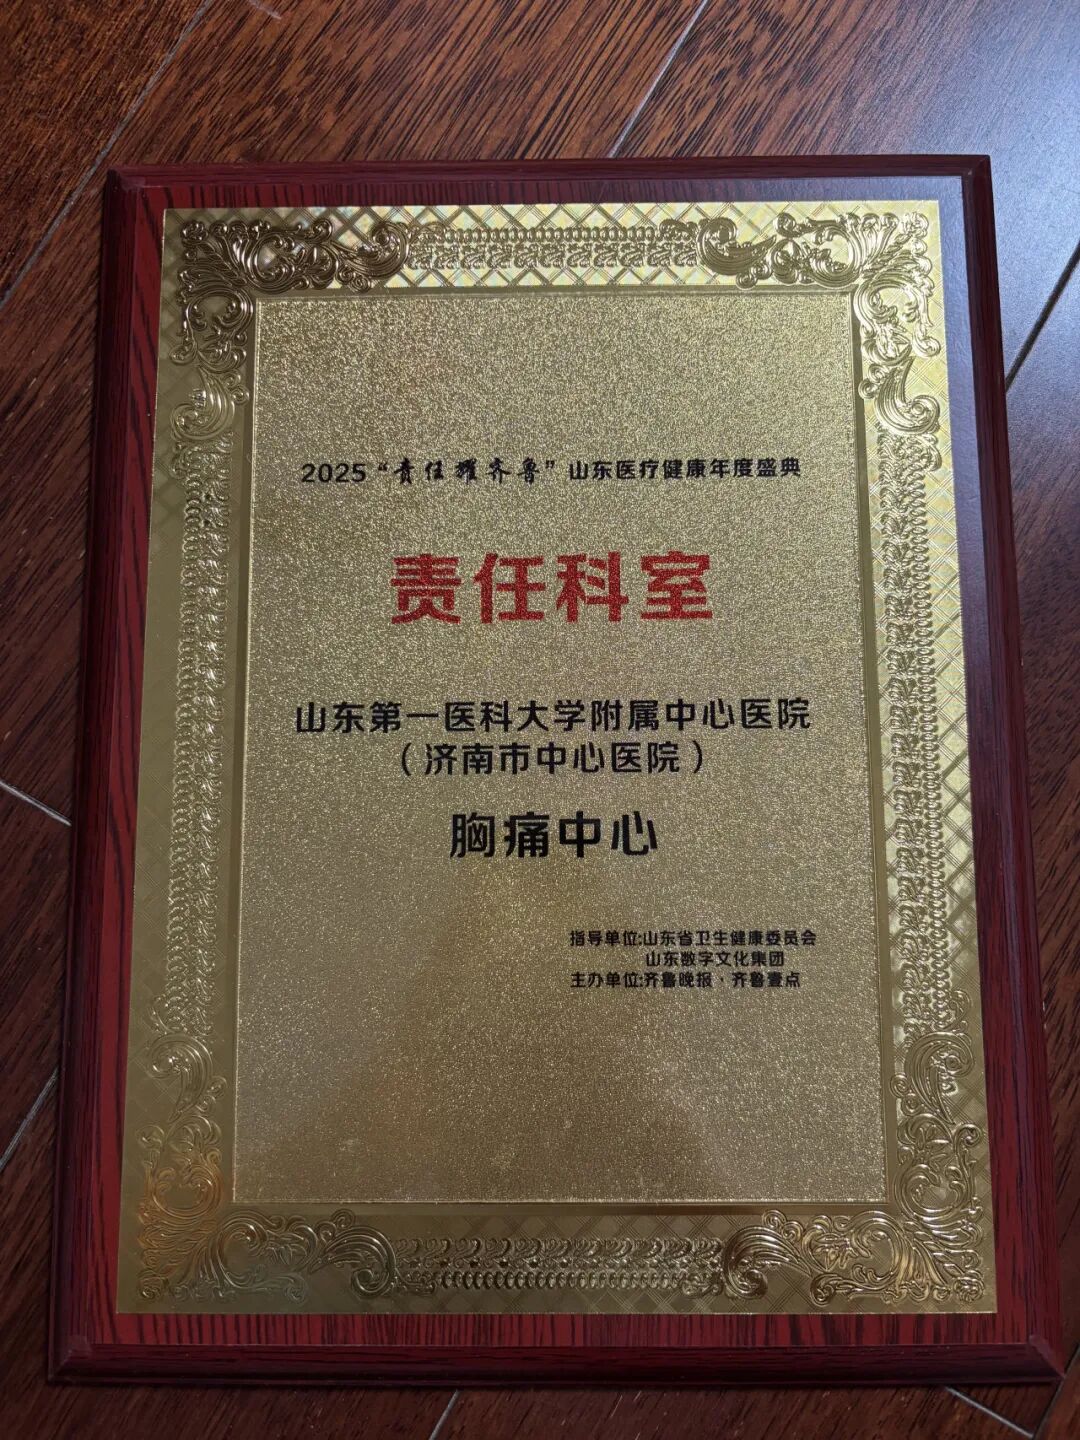 2025“责任耀齐鲁”山东医疗健康年度盛典
责任科室
山东第一医科大学附属中心医院
（济南市中心医院）
胸痛中心
指导单位:山东省卫生健康委员会
山东数字文化集团
主办单位:齐鲁晚报·齐鲁壹点